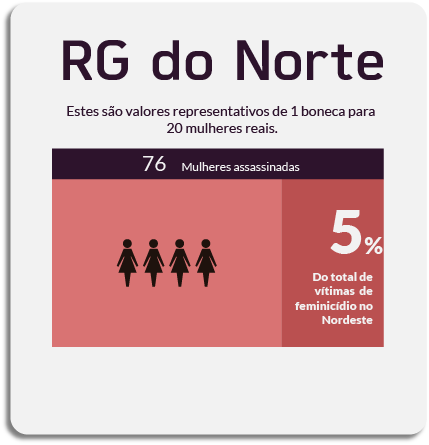 RG do Norte
Estes são valores representativos de 1 boneca para
20 mulheres reais.
76 Mulheres assassinadas
5%
Do total de
vítimas de
feminicídio no
Nordeste